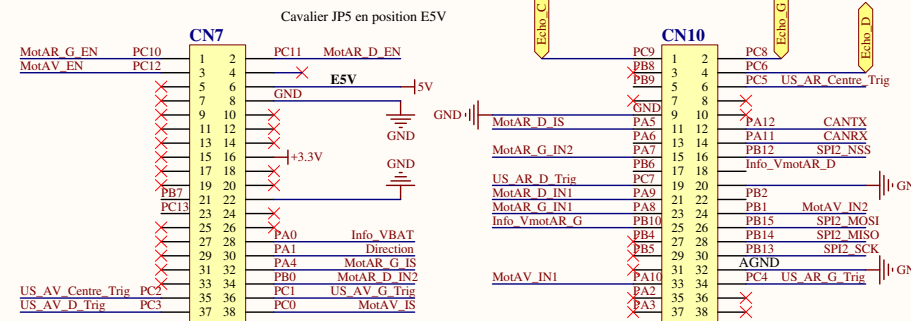 Cavalier JP5 en position E5V
Echo_C
Echo_G
Echo_D
CN7
MotAR_G_EN PC10 1 2 PC11 MotAR_D_EN
MotAV_EN PC12 3 4
5 6 E5V 5V
7 8 GND
9 10
GND
11 12
13 14
15 16 +3.3V
17 18
GND
19 20
PB7 21 22
PC13 23 24
25 26
27 28 PA0 Info_VBAT
29 30 PA1 Direction
31 32 PA4 MotAR_G_IS
33 34 PB0 MotAR_D_IN2
US_AV_Centre_Trig PC2 35 36 PC1 US_AV_G_Trig
US_AV_D_Trig PC3 37 38 PC0 MotAV_IS
CN10
PC9 1 2 PC8
PB8 3 4 PC6
PB9 5 6 PC5 US_AR_Centre_Trig
7 8
GND GND 9 10
MotAR_D_IS PA5 11 12 PA12 CANTX
PA6 13 14 PA11 CANRX
MotAR_G_IN2 PA7 15 16 PB12 SPI2_NSS
PB6 17 18 Info_VmotAR_D
US_AR_D_Trig PC7 19 20 GN
MotAR_D_IN1 PA9 21 22 PB2
MotAR_G_IN1 PA8 23 24 PB1 MotAV_IN2
Info_VmotAR_G PB10 25 26 PB15 SPI2_MOSI
PB4 27 28 PB14 SPI2_MISO
PB5 29 30 PB13 SPI2_SCK
31 32 AGND GN
MotAV_IN1 PA10 33 34 PC4 US_AR_G_Trig
PA2 35 36
PA3 37 38